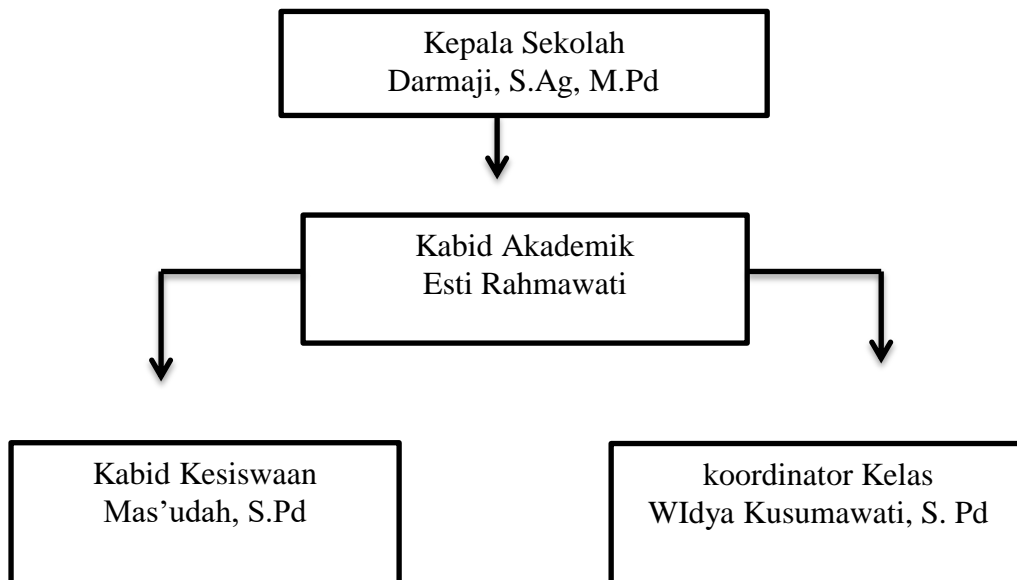 Kepala Sekolah
Darmaji, S.Ag, M.Pd
Kabid Akademik
Esti Rahmawati
Kabid Kesiswaan
Mas’udah, S.Pd
koordinator Kelas
WIdya Kusumawati, S. Pd